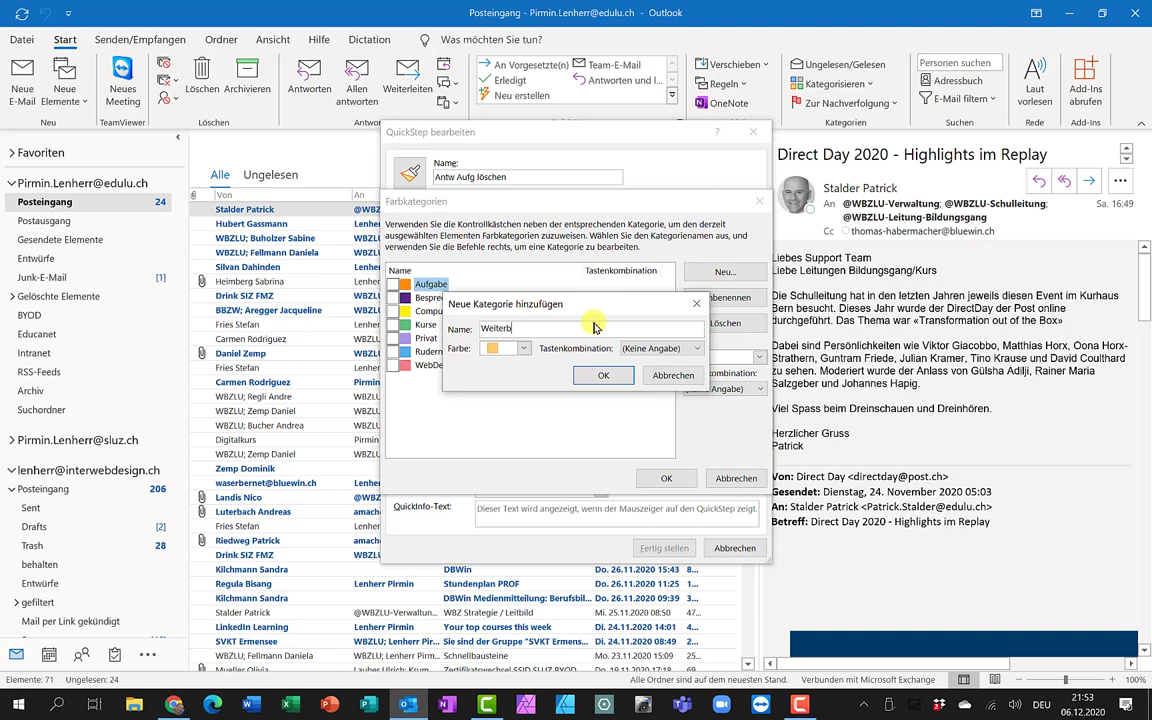 Posteingang - Pirmin.Lenherr@edulu.ch - Outlook
Datei
Start
Senden/Empfangen
Ordner
Ansicht
Hilfe
Dictation
Was möchten Sie tun?
Neue
E-Mail
Neue
Elemente
Neu
Neues
Meeting
TeamViewer
Löschen
Archivieren
Löschen
Antworten
Allen
antworten
Weiterleiten
An Vorgesetzte(n)
Erledigt
Neu erstellen
Team-E-Mail
Antworten und l...
Verschieben
Regeln
OneNote
Ungelesen/Gelesen
Kategorisieren
Zur Nachverfolgung
Kategorien
Personen suchen
Adressbuch
E-Mail filtern
Suchen
Laut
vorlesen
Rede
Add-Ins
abrufen
Add-Ins
Favoriten
Pirmin.Lenherr@edulu.ch
Posteingang 24
Postausgang
Gesendete Elemente
Entwürfe
Junk-E-Mail [1]
Gelöschte Elemente
BYOD
Educanet
Intranet
RSS-Feeds
Archiv
Suchordner
Pirmin.Lenherr@sluz.ch
lenherr@interwebdesign.ch
Posteingang 206
Sent
Drafts [2]
Trash 28
behalten
Entwürfe
gefiltert
Mail per Link gekündigt
Alle Ungelesen
Von An
Stalder Patrick @WBZ
Hubert Gassmann
WBZLU; Buholzer Sabine
WBZLU; Fellmann Daniela
Silvan Dahinden
Heimberg Sabrina
Drink SIZ FMZ
BBZW; Aregger Jacqueline
Fries Stefan
Daniel Zemp
Fries Stefan
Carmen Rodriguez
WBZLU; Regli Andre
WBZLU; Zemp Daniel
WBZLU; Bucher Andrea
WBZLU; Zemp Daniel
Digitalkurs
Zemp Dominik
waserbernet@bluewin.ch
Landis Nico
Luterbach Andreas amach
Fries Stefan
Riedweg Patrick amach
Drink SIZ FMZ
Kilchmann Sandra DBWin Do. 26.11.2020 15:43 8...
Regula Bisang Lenherr Pirmin Stundenplan PROF Do. 26.11.2020 11:25 1...
Kilchmann Sandra DBWin Medienmitteilung: Berufsbil... Do. 26.11.2020 09:39
Stalder Patrick @WBZLU-Verwaltun... WBZ Strategie / Leitbild Mi. 25.11.2020 08:50 47...
LinkedIn Learning Lenherr Pirmin Your top courses this week Di. 24.11.2020 14:01 4...
SVKT Ermensee WBZLU; Lenherr Pir... Sie sind der Gruppe "SVKT Ermens... Di. 24.11.2020 08:49 2...
WBZLU; Fellmann Daniela WBZLU; Lenherr Pir... Schnellbausteine Mo. 23.11.2020 15:09
QuickStep bearbeiten
Name:
Antw Aufg löschen
Farbkategorien
Verwenden Sie die Kontrollkästchen neben der entsprechenden Kategorie, um den derzeit
ausgewählten Elementen Farbkategorien zuzuweisen. Wählen Sie den Kategorienamen aus, und
verwenden Sie die Befehle rechts, um eine Kategorie zu bearbeiten.
Name Tastenkombination
Aufgabe
Bespre
Compu
Kurse
Privat
Rudern
WebDe
Neu...
benennen
Löschen
ombination:
e Angabe)
Neue Kategorie hinzufügen
Name: Weiterb
Farbe:
Tastenkombination: (Keine Angabe)
OK
Abbrechen
OK
Abbrechen
QuickInfo-Text:
Dieser Text wird angezeigt, wenn der Mauszeiger auf den QuickStep zeigt.
Fertig stellen
Abbrechen
Direct Day 2020 - Highlights im Replay
Stalder Patrick
An @WBZLU-Verwaltung; @WBZLU-Schulleitung;
@WBZLU-Leitung-Bildungsgang
Cc thomas-habermacher@bluewin.ch
Sa. 16:49
Liebes Support Team
Liebe Leitungen Bildungsgang/Kurs
Die Schulleitung hat in den letzten Jahren jeweils diesen Event im Kurhaus
Bern besucht. Dieses Jahr wurde der DirectDay der Post online
durchgeführt. Das Thema war «Transformation out of the Box»
Dabei sind Persönlichkeiten wie Viktor Giacobbo, Matthias Horx, Oona Horx-
Strathern, Guntram Friede, Julian Kramer, Tino Krause und David Coulthard
zu sehen. Moderiert wurde der Anlass von Gülsha Adilji, Rainer Maria
Salzgeber und Johannes Hapig.
Viel Spass beim Dreinschauen und Dreinhören.
Herzlicher Gruss
Patrick
Von: Direct Day <directday@post.ch>
Gesendet: Dienstag, 24. November 2020 05:03
An: Stalder Patrick <Patrick.Stalder@edulu.ch>
Betreff: Direct Day 2020 - Highlights im Replay
Elemente: 71 Ungelesen: 24
Alle Ordner sind auf dem neuesten Stand.
Verbunden mit Microsoft Exchange
100%
DEU
21:53
06.12.2020